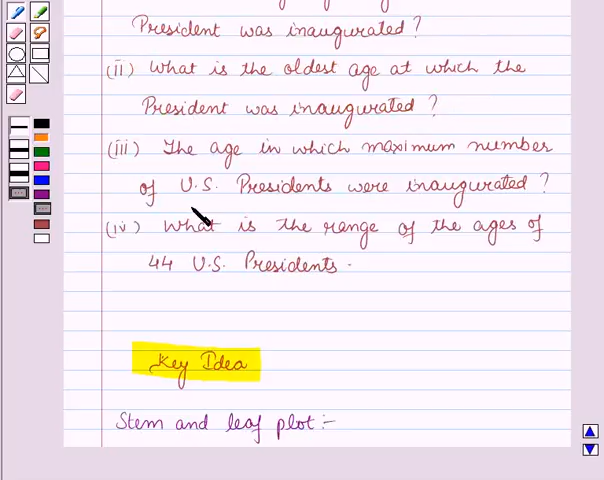 President was inaugurated ?
(ii) What is the oldest age at which the
President was inaugurated ?
(iii) The age in which maximum number
of U.S. Presidents were inaugurated ?
(iv) What is the range of the ages of
44 U.S. Presidents .
Key Idea
Stem and leaf plot :-